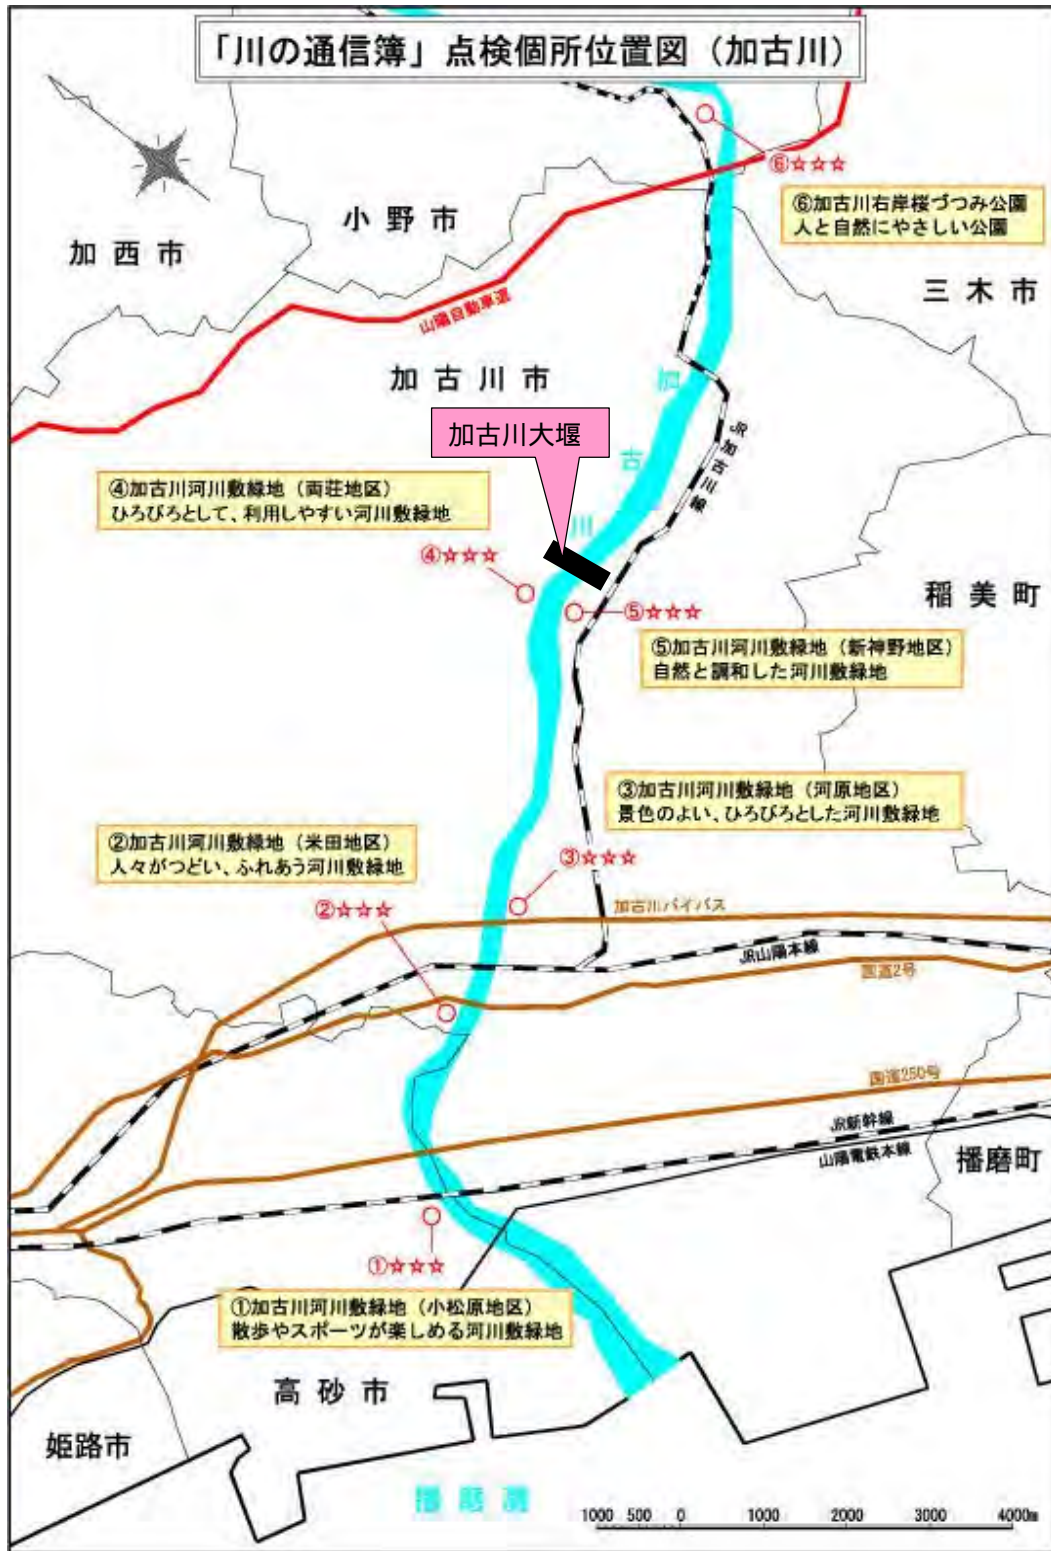 「川の通信簿」点検個所位置図（加古川）
⑥☆☆☆
⑥加古川右岸桜づつみ公園
人と自然にやさしい公園
小野市
加西市
三木市
山陽自動車道
加古川市
加古川大堰
加古川
JR加古川線
④加古川河川敷緑地（両荘地区）
ひろびろとして、利用しやすい河川敷緑地
④☆☆☆
稲美町
⑤☆☆☆
⑤加古川河川敷緑地（新神野地区）
自然と調和した河川敷緑地
③加古川河川敷緑地（河原地区）
景色のよい、ひろびろとした河川敷緑地
②加古川河川敷緑地（米田地区）
人々がつどい、ふれあう河川敷緑地
③☆☆☆
②☆☆☆
加古川バイパス
JR山陽本線
国道2号
国道250号
JR新幹線
山陽電鉄本線
播磨町
①☆☆☆
①加古川河川敷緑地（小松原地区）
散歩やスポーツが楽しめる河川敷緑地
高砂市
姫路市
播磨灘
1000 500 0 1000 2000 3000 4000m